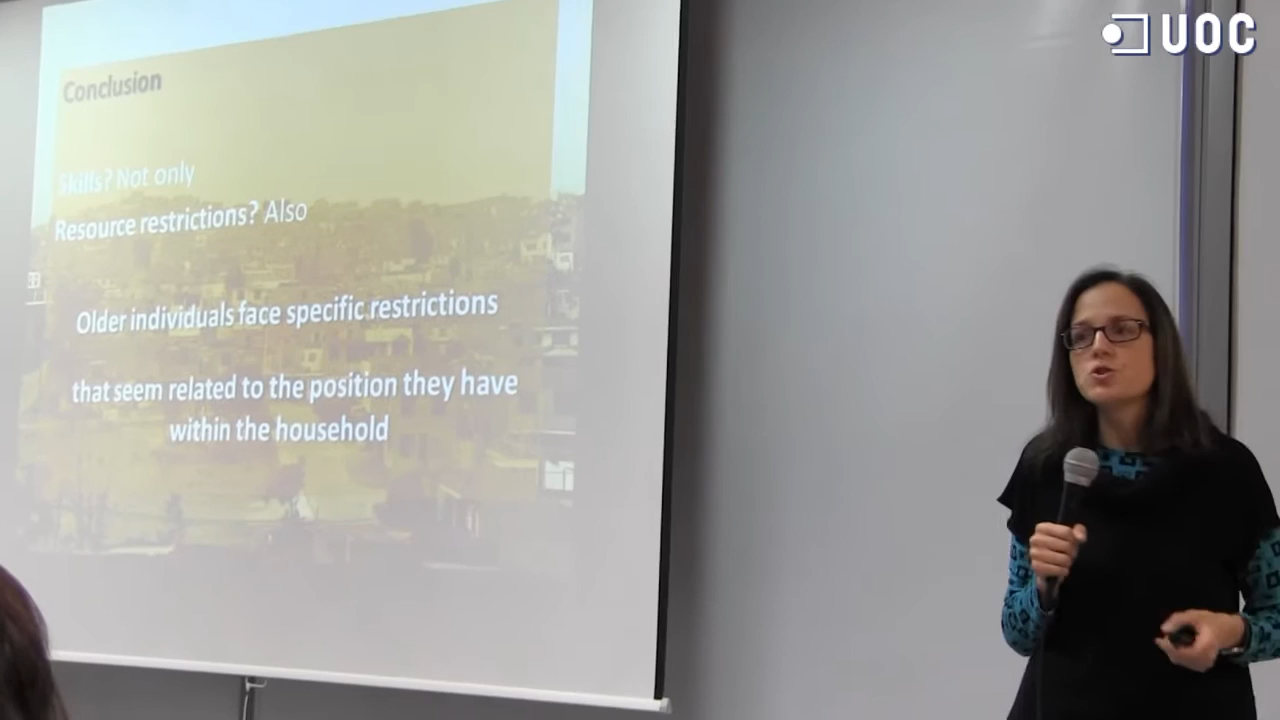 UOC
Conclusion
Skills? Not only
Resource restrictions? Also
Older individuals face specific restrictions
that seem related to the position they have
within the household